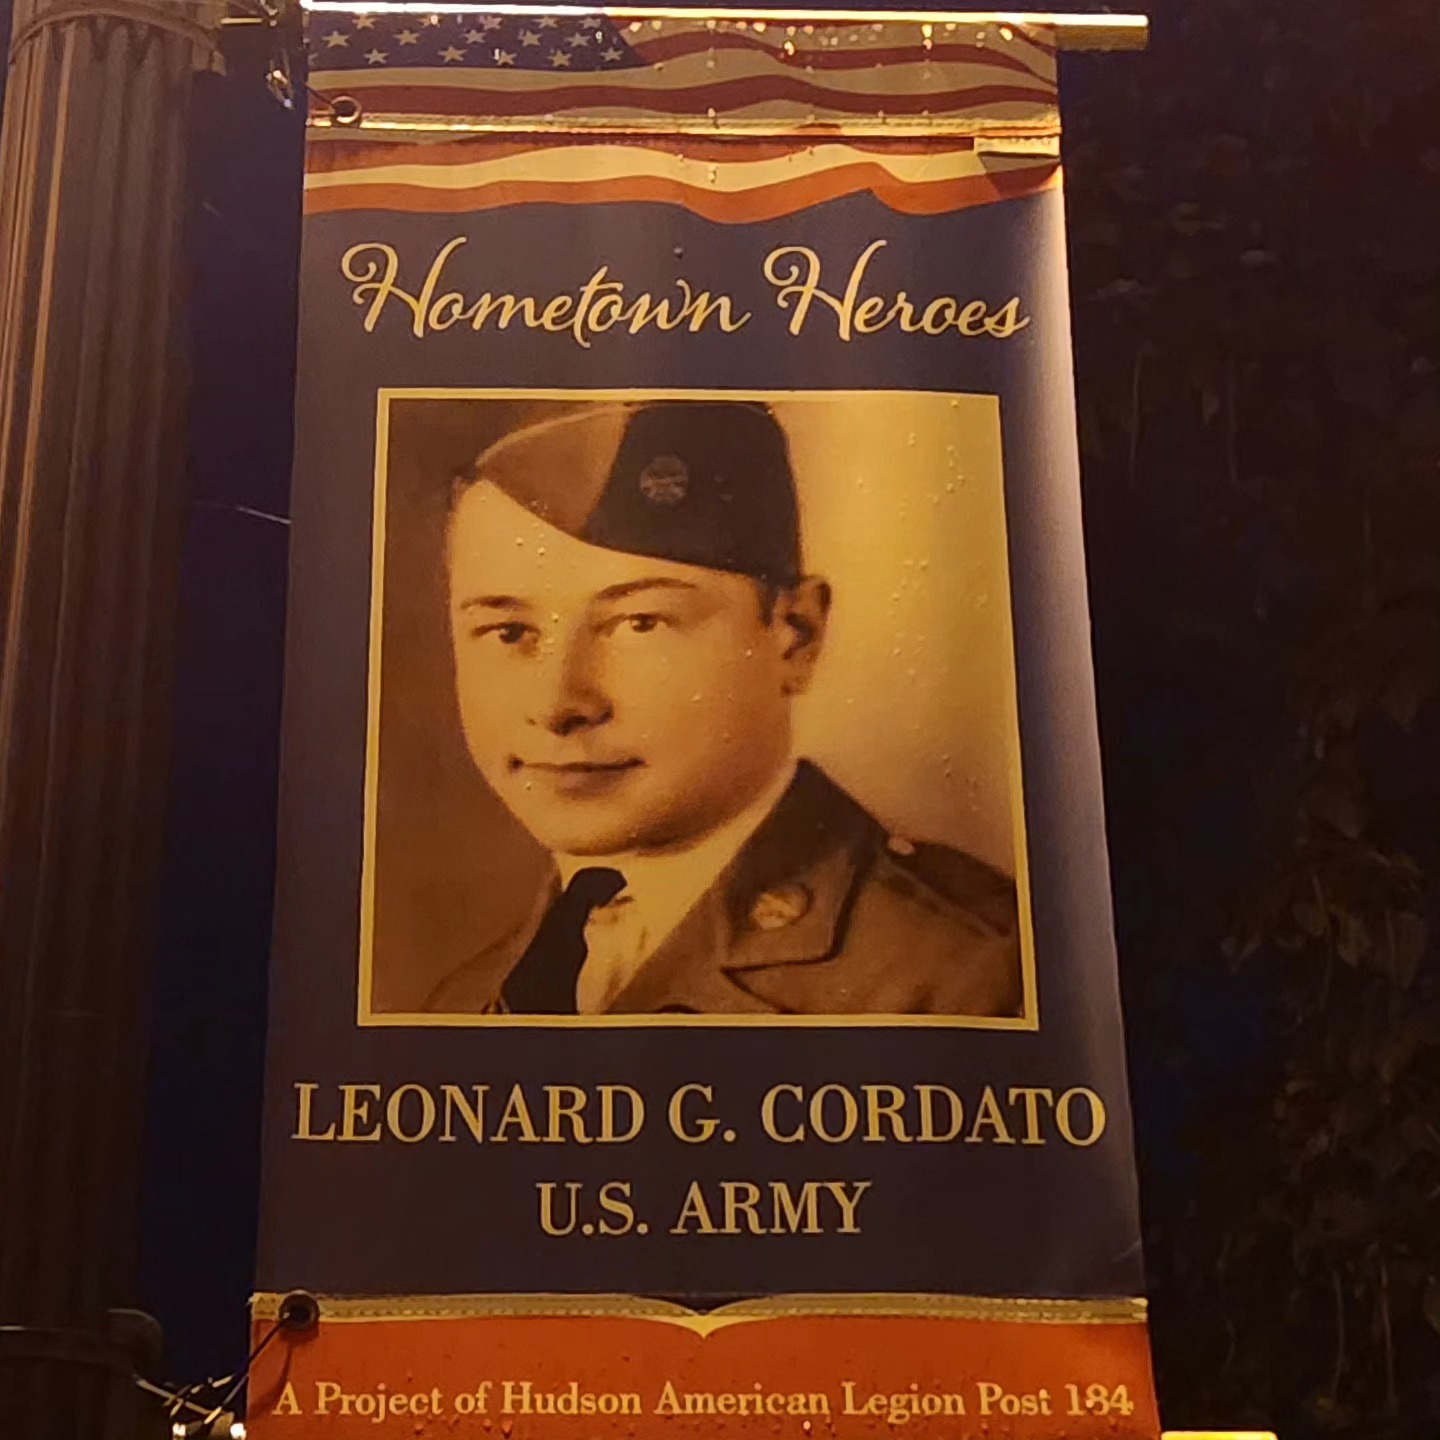 Hometown Heroes
LEONARD G. CORDATO
U.S. ARMY
A Project of Hudson American Legion Post 184